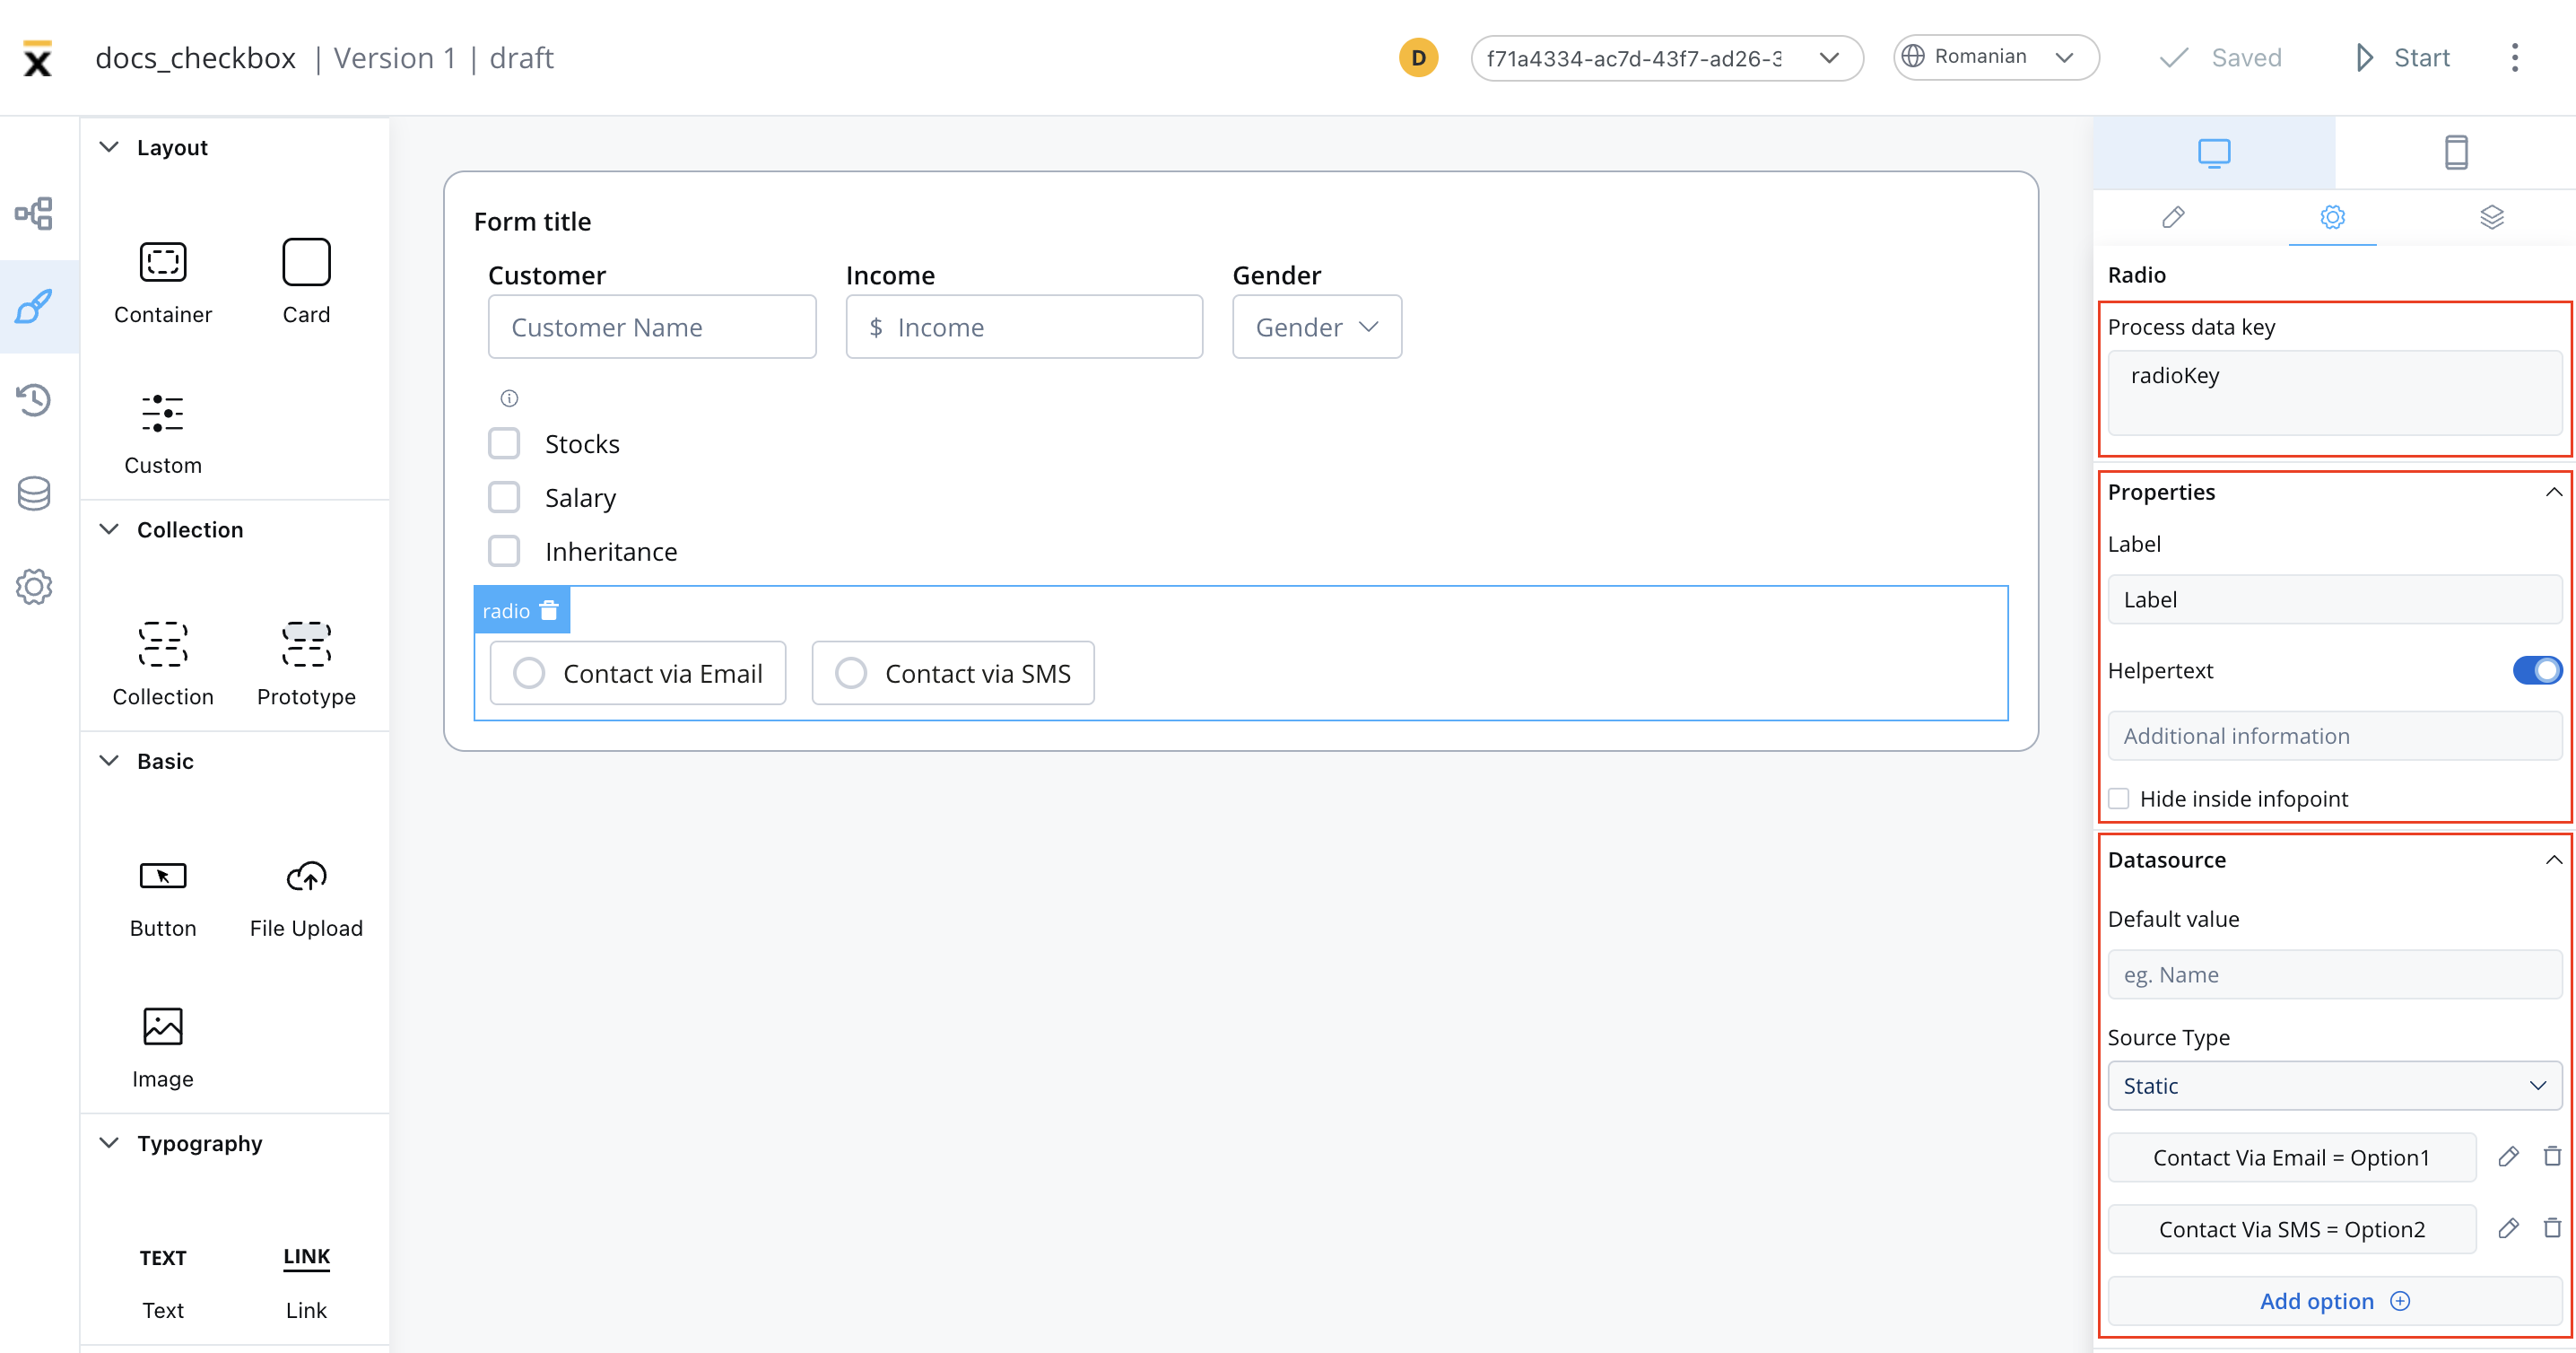 docs_checkbox | Version 1 | draft
D
f71a4334-ac7d-43f7-ad26-3
Romanian
Saved
Start
Layout
Container
Card
Custom
Collection
Collection
Prototype
Basic
Button
File Upload
Image
Typography
TEXT
LINK
Text
Link
Form title
Customer
Income
Gender
Customer Name
$ Income
Gender
Stocks
Salary
Inheritance
radio
Contact via Email
Contact via SMS
Radio
Process data key
radioKey
Properties
Label
Label
Helpertext
Additional information
Hide inside infopoint
Datasource
Default value
eg. Name
Source Type
Static
Contact Via Email = Option1
Contact Via SMS = Option2
Add option